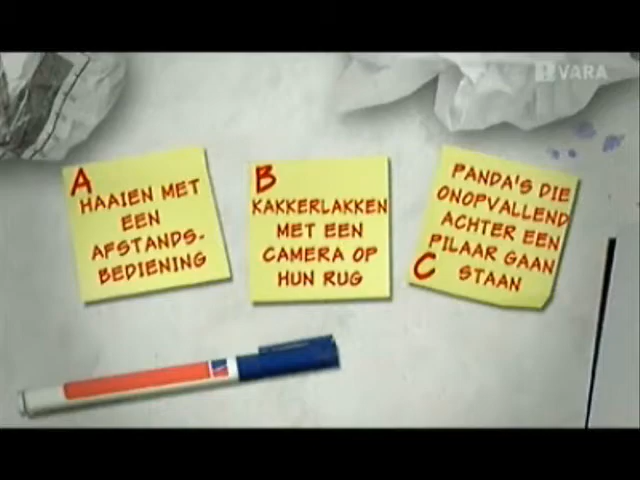 VARA
A
HAAIEN MET
EEN
AFSTANDS-
BEDIENING
B
KAKKERLAKKEN
MET EEN
CAMERA OP
HUN RUG
PANDA'S DIE
ONOPVALLEND
ACHTER EEN
PILAAR GAAN
C STAAN